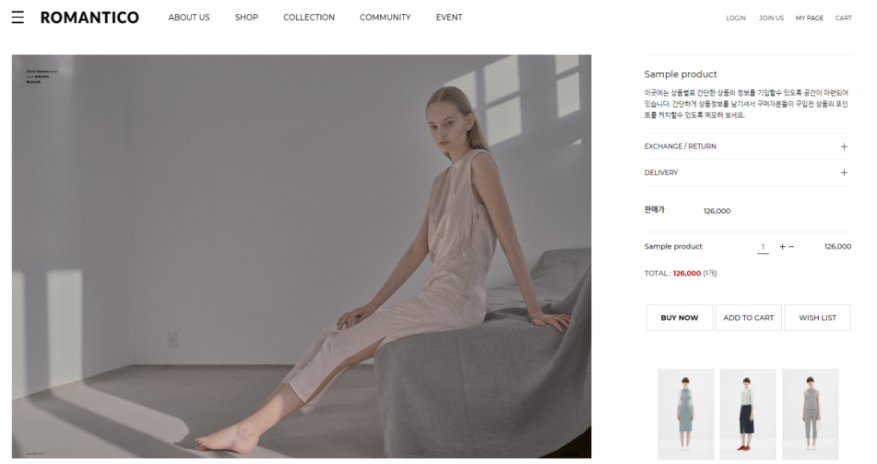 ROMANTICO
ABOUT US SHOP COLLECTION COMMUNITY EVENT
LOGIN JOIN US MY PAGE CART
Sample product
이곳에는 상품별로 간단한 상품의 정보를 기입할수 있도록 공간이 마련되어
있습니다. 간단하게 상품정보를 남기셔서 구매자분들이 구입전 상품의 포인
트를 캐치할수 있도록 메모해 보세요.
EXCHANGE / RETURN +
DELIVERY +
판매가 126,000
Sample product 1 + − 126,000
TOTAL : 126,000 (1개)
BUY NOW ADD TO CART WISH LIST